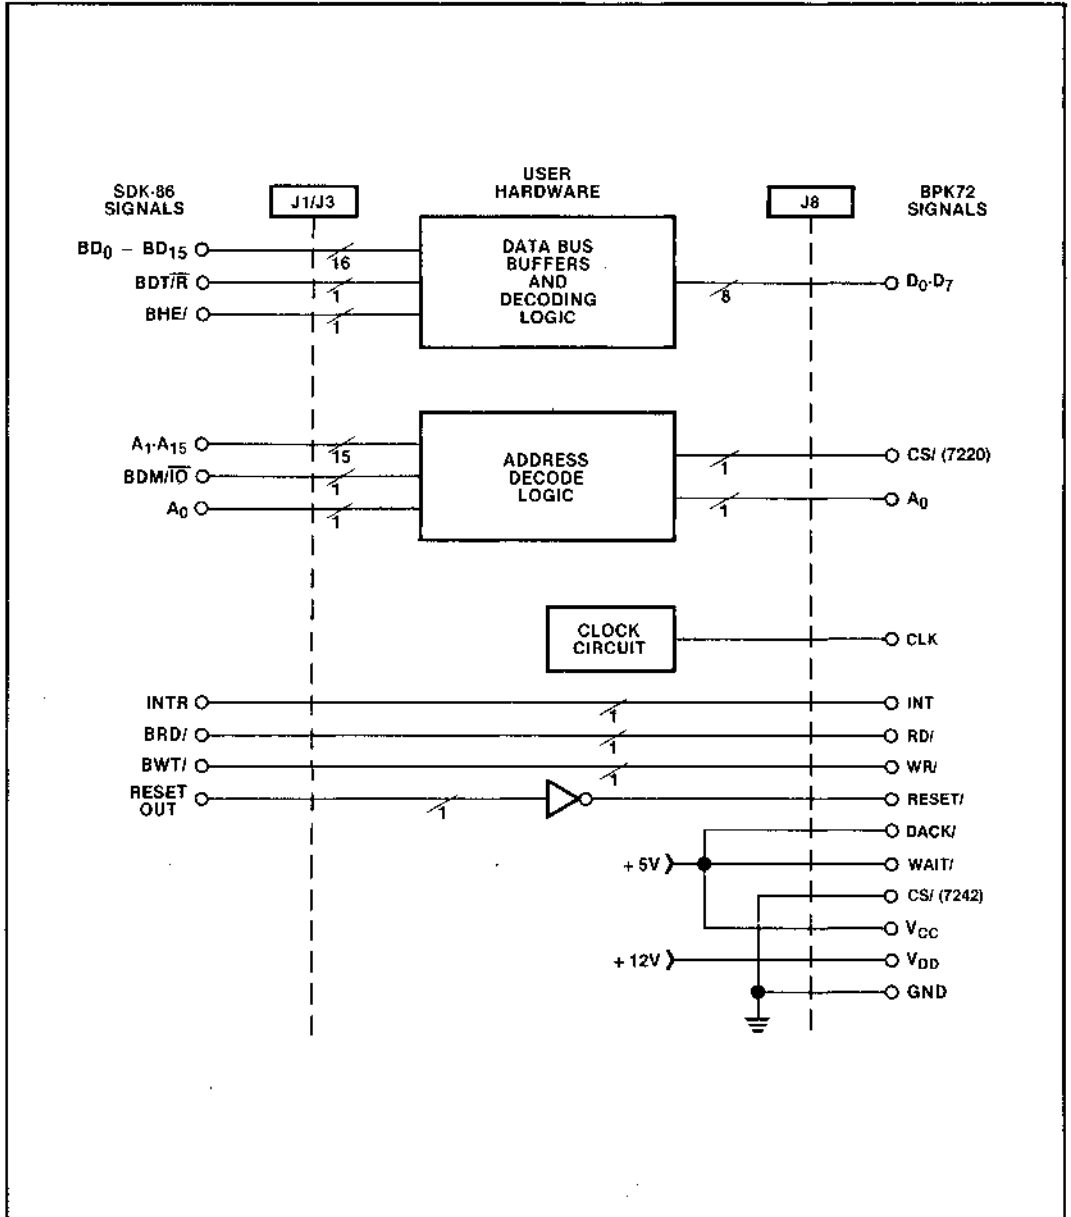 SDK-86
SIGNALS
J1/J3
USER
HARDWARE
J8
BPK72
SIGNALS
BD0 – BD15
16
BDT/R̅
1
BHE/
1
DATA BUS
BUFFERS
AND
DECODING
LOGIC
8
D0-D7
A1-A15
15
BDM/I̅O̅
1
A0
1
ADDRESS
DECODE
LOGIC
1
CS/ (7220)
1
A0
CLOCK
CIRCUIT
CLK
INTR
1
INT
BRD/
1
RD/
BWT/
1
WR/
RESET
OUT
1
RESET/
DACK/
+ 5V
WAIT/
CS/ (7242)
VCC
+ 12V
VDD
GND